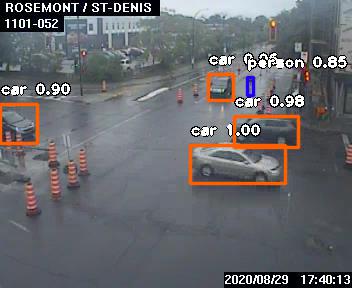 ROSEMONT / ST-DENIS
1101-052
person 0.85
car 0.90
car 0.98
car 1.00
2020/08/29 17:40:13